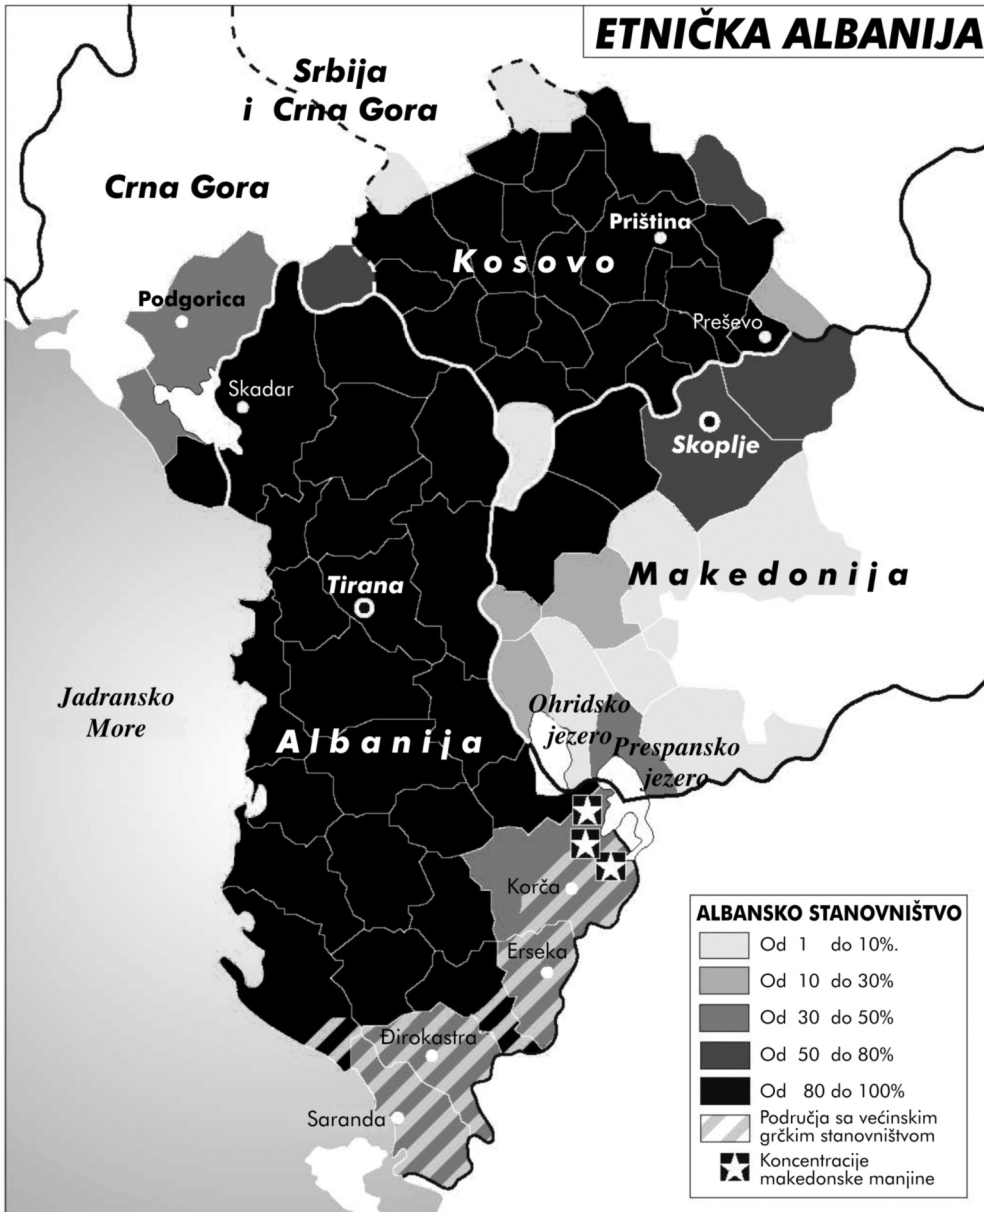 ETNIČKA ALBANIJA
Srbija
i Crna Gora
Crna Gora
Priština
Kosovo
Podgorica
Preševo
Skadar
Skoplje
Makedonija
Tirana
Jadransko
More
Ohridsko
jezero
Albanija
Prespansko
jezero
Korča
Erseka
Đirokastra
Saranda
ALBANSKO STANOVNIŠTVO
Od 1 do 10%.
Od 10 do 30%
Od 30 do 50%
Od 50 do 80%
Od 80 do 100%
Područja sa većinskim
grčkim stanovništvom
Koncentracije
makedonske manjine